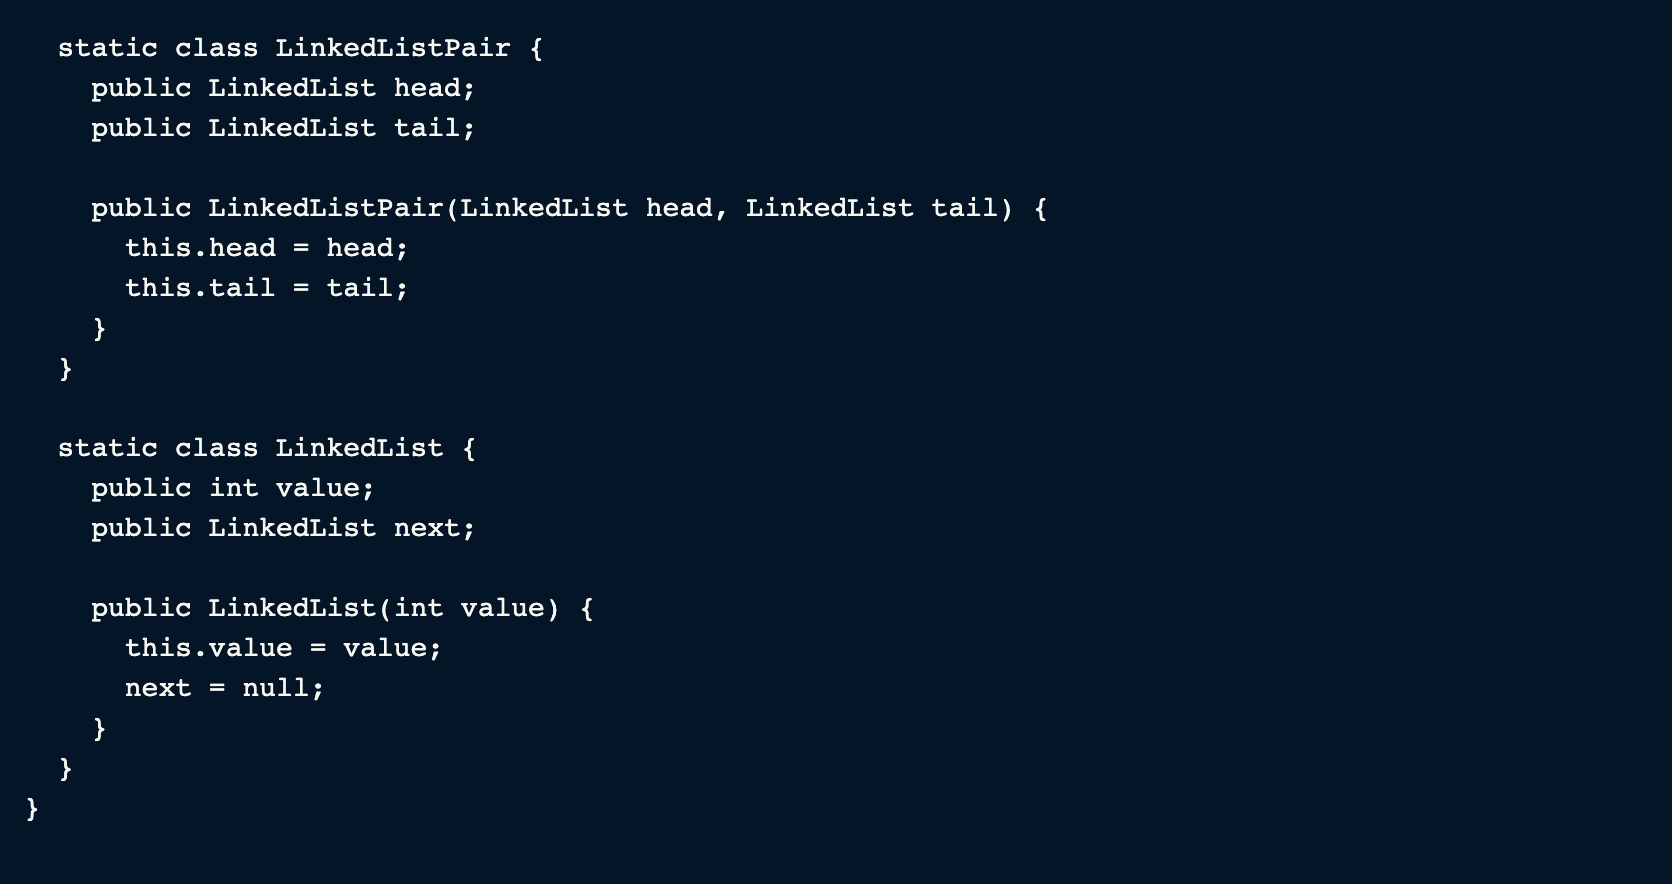 static class LinkedListPair {
public LinkedList head;
public LinkedList tail;
public LinkedListPair(LinkedList head, LinkedList tail) {
this.head = head;
this.tail = tail;
}
}
static class LinkedList {
public int value;
public LinkedList next;
public LinkedList(int value) {
this.value = value;
next = null;
}
}
}